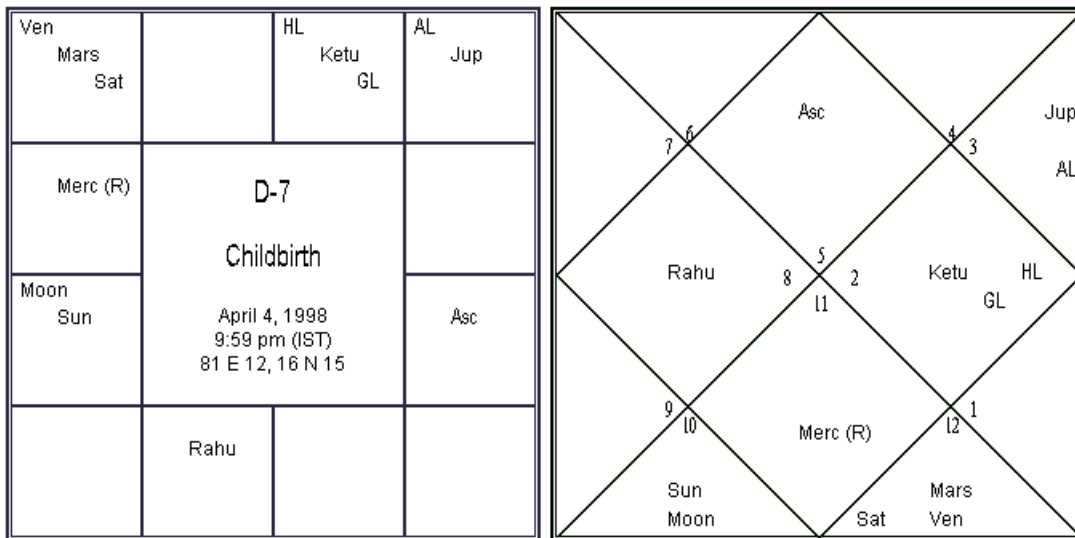 Ven
Mars
Sat
HL
Ketu
GL
AL
Jup
Merc (R)
D-7
Childbirth
April 4, 1998
9:59 pm (IST)
81 E 12, 16 N 15
Moon
Sun
Asc
Rahu
Asc
Jup
AL
6
7
4
3
Rahu
5
8
2
11
Ketu
HL
GL
9
10
Merc (R)
1
12
Sun
Moon
Mars
Sat
Ven